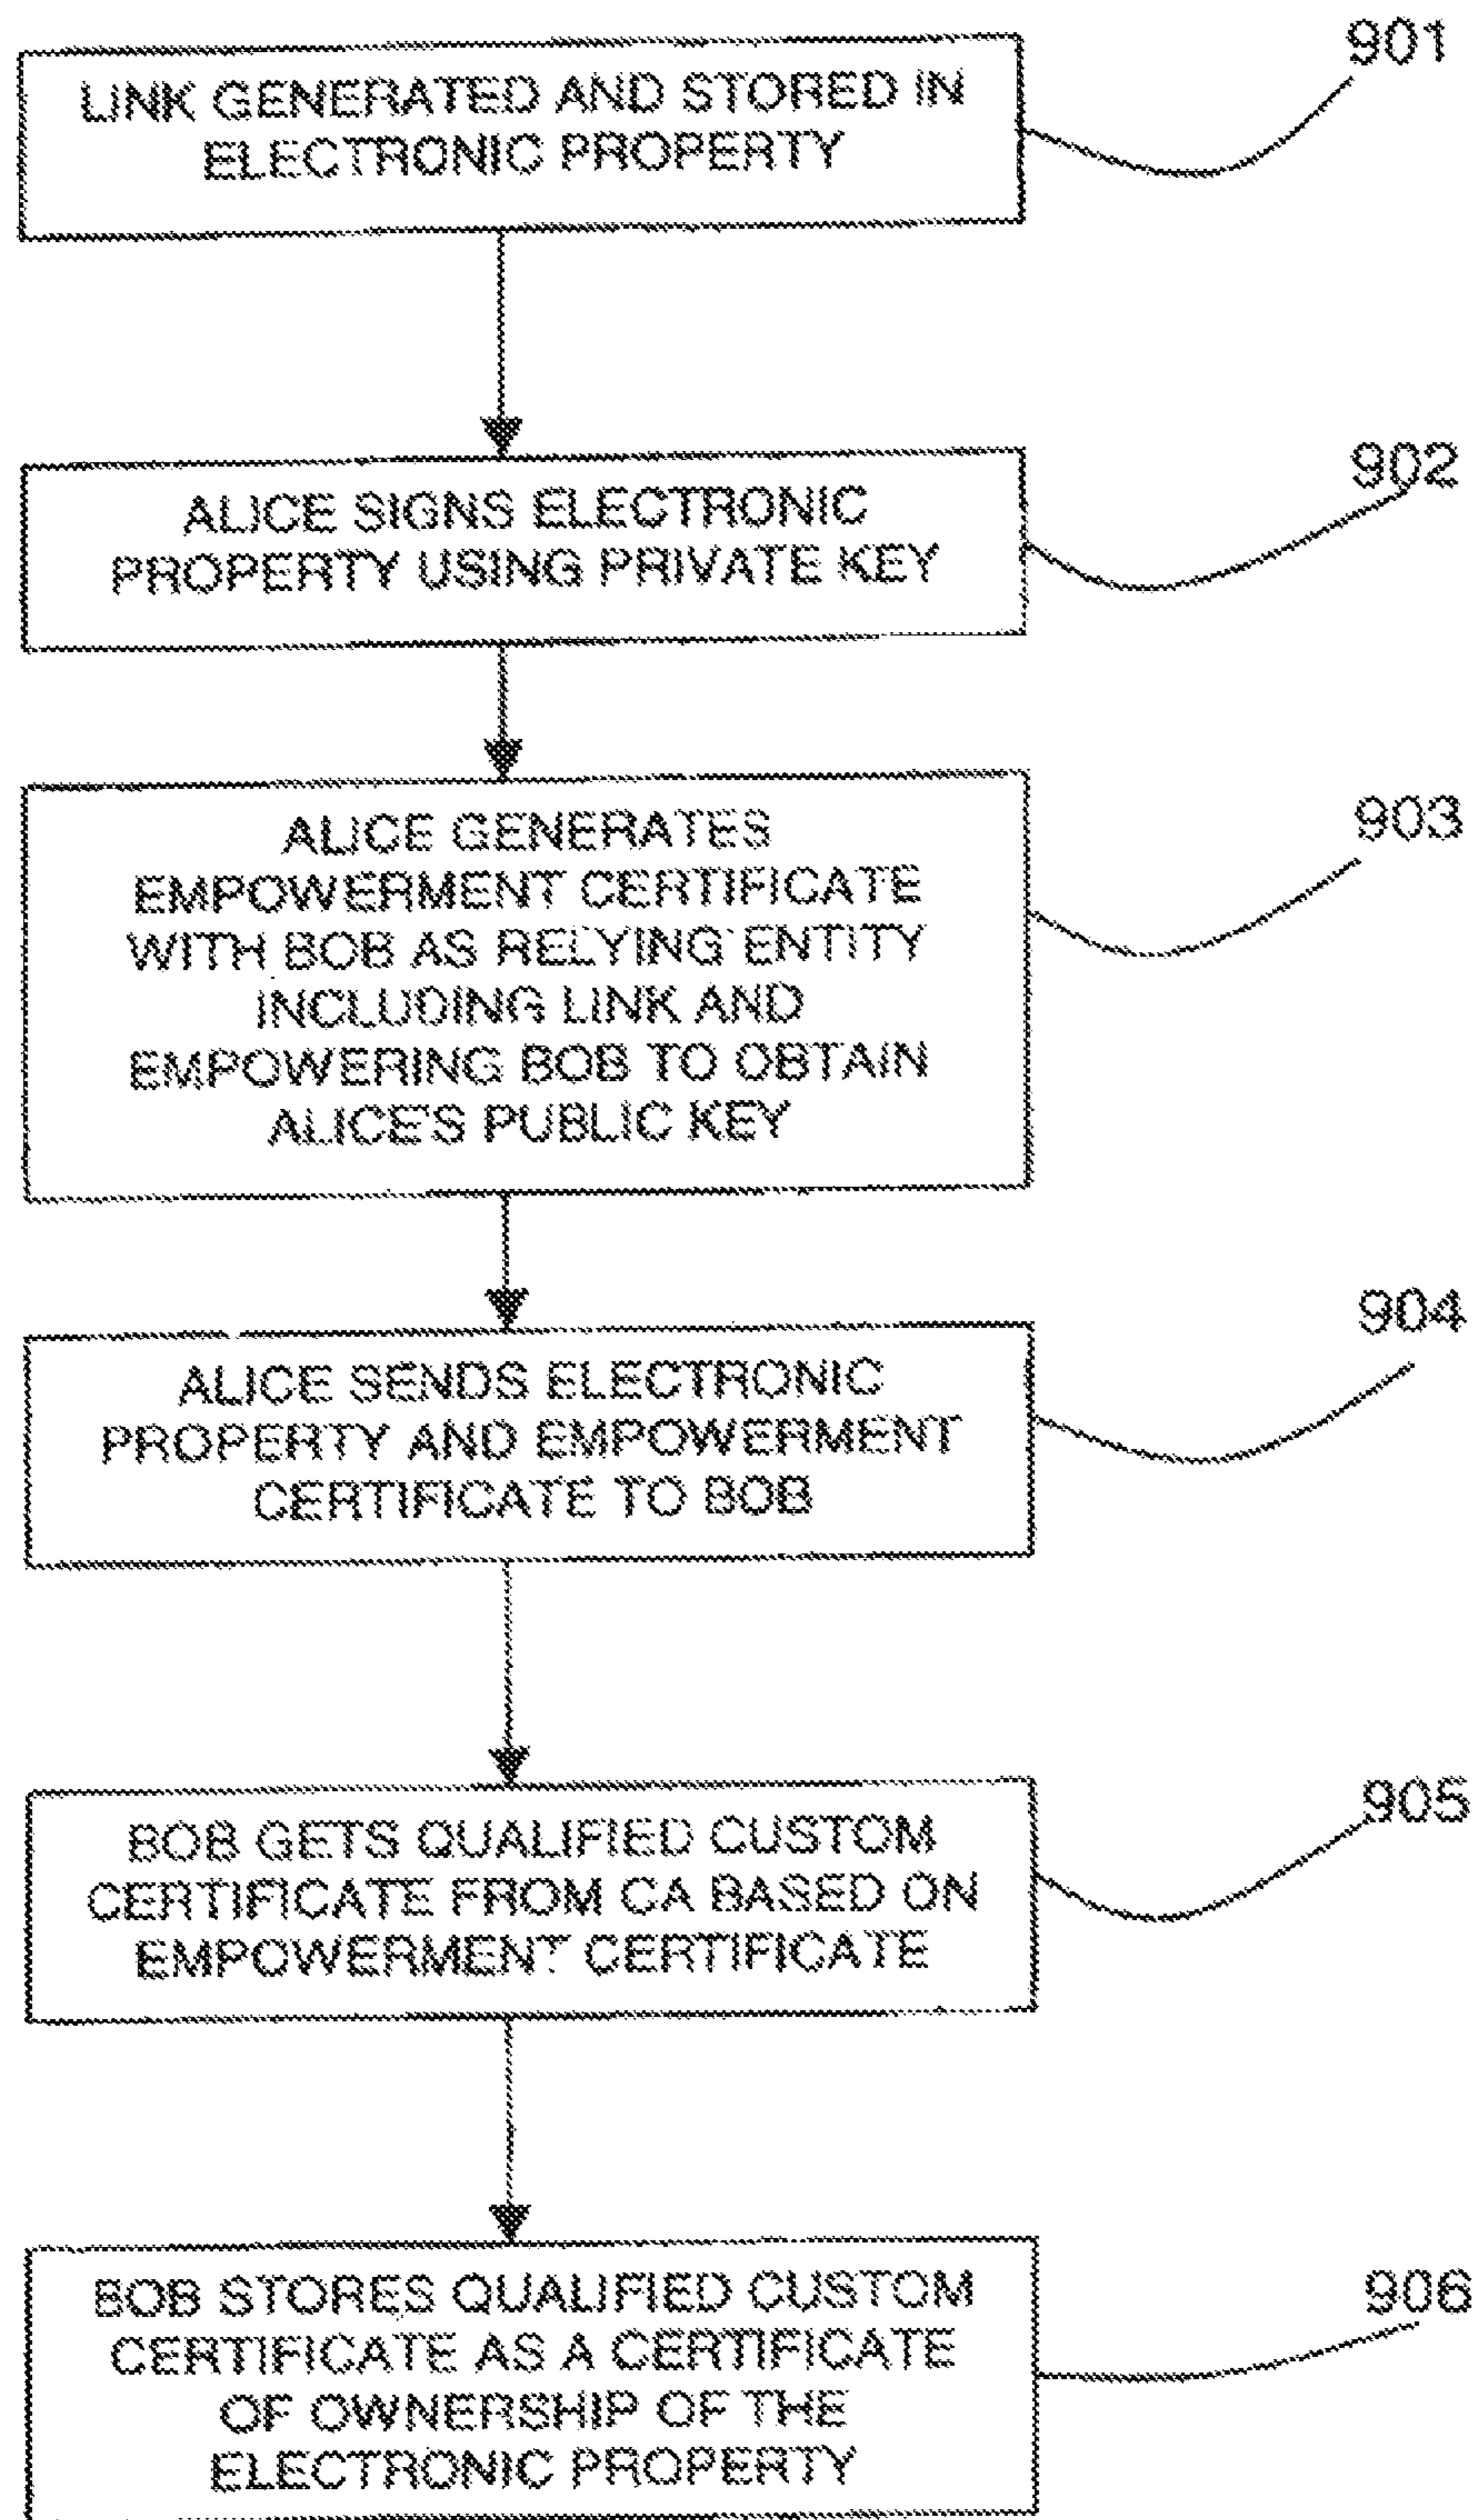 901
LINK GENERATED AND STORED IN
ELECTRONIC PROPERTY
902
ALICE SIGNS ELECTRONIC
PROPERTY USING PRIVATE KEY
903
ALICE GENERATES
EMPOWERMENT CERTIFICATE
WITH BOB AS RELYING ENTITY
INCLUDING LINK AND
EMPOWERING BOB TO OBTAIN
ALICE'S PUBLIC KEY
904
ALICE SENDS ELECTRONIC
PROPERTY AND EMPOWERMENT
CERTIFICATE TO BOB
905
BOB GETS QUALIFIED CUSTOM
CERTIFICATE FROM CA BASED ON
EMPOWERMENT CERTIFICATE
906
BOB STORES QUALIFIED CUSTOM
CERTIFICATE AS A CERTIFICATE
OF OWNERSHIP OF THE
ELECTRONIC PROPERTY